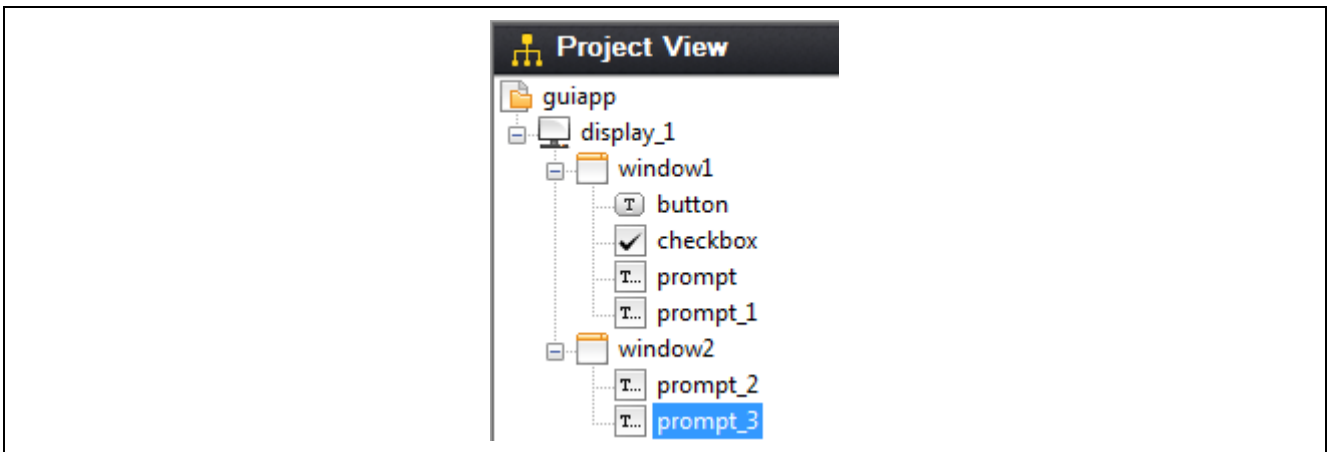 Project View
guiapp
display_1
window1
T button
checkbox
T... prompt
T... prompt_1
window2
T... prompt_2
T... prompt_3